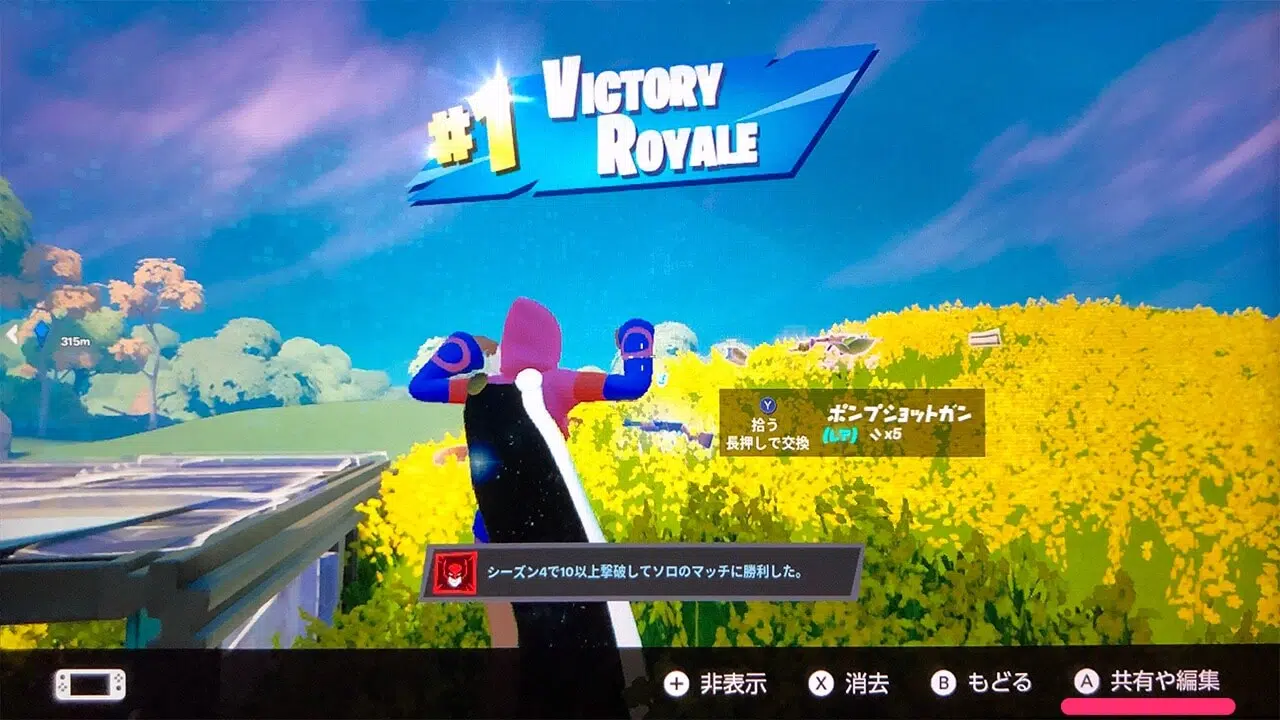 #1 VICTORY
ROYALE
315m
Y
拾う
長押しで交換
ポンプショットガン
x5
シーズン4で10以上撃破してソロのマッチに勝利した。
+ 非表示
X 消去
B もどる
A 共有や編集